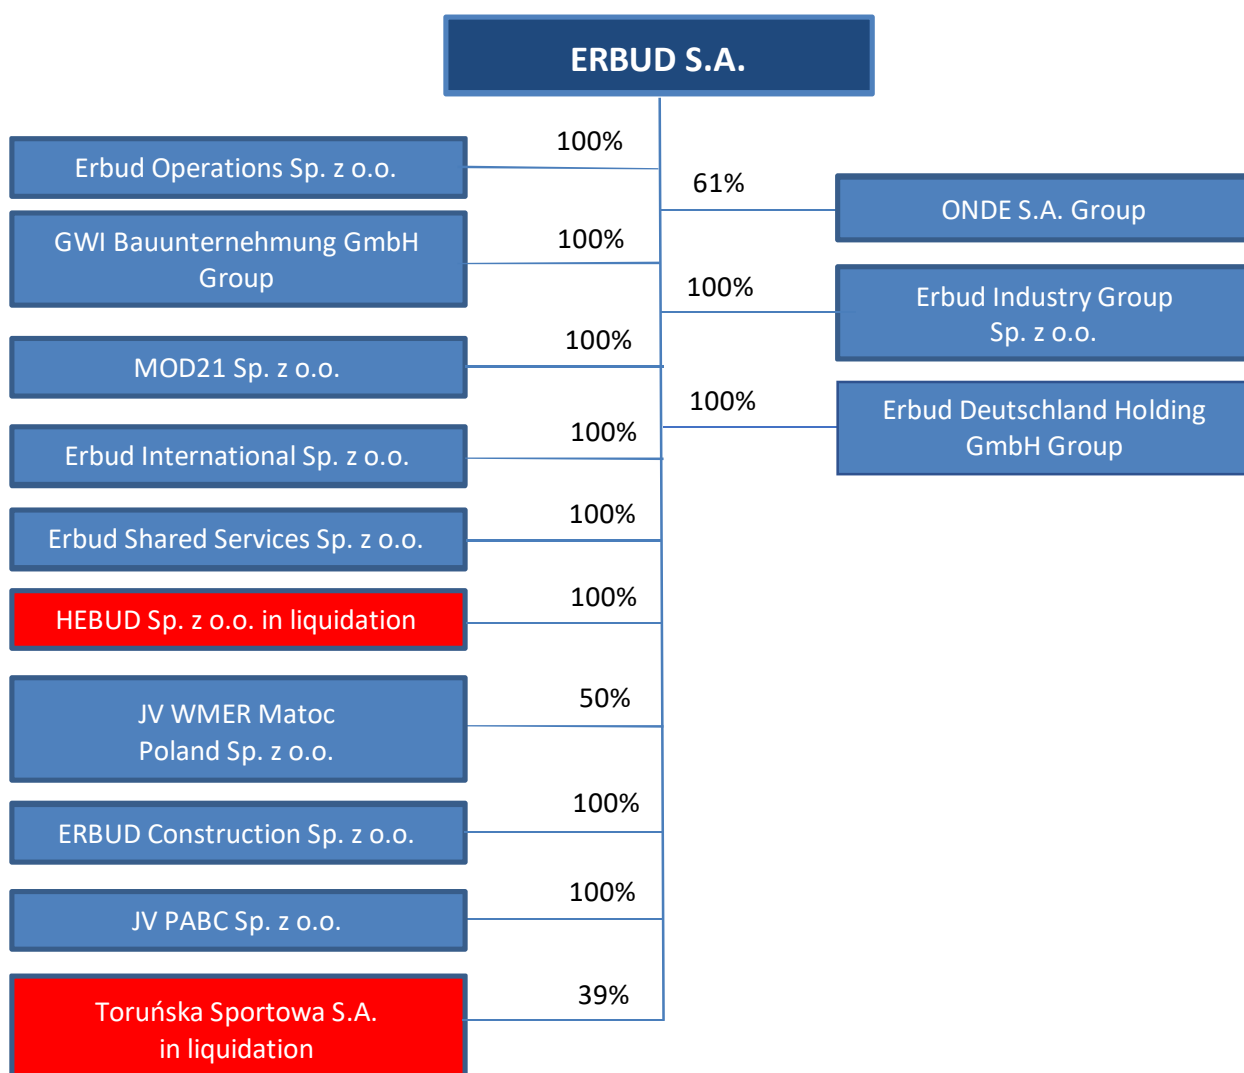 ERBUD S.A.
100%
Erbud Operations Sp. z o.o.
61%
ONDE S.A. Group
100%
GWI Bauunternehmung GmbH
Group
100%
Erbud Industry Group
Sp. z o.o.
100%
MOD21 Sp. z o.o.
100%
Erbud Deutschland Holding
GmbH Group
100%
Erbud International Sp. z o.o.
100%
Erbud Shared Services Sp. z o.o.
100%
HEBUD Sp. z o.o. in liquidation
50%
JV WMER Matoc
Poland Sp. z o.o.
100%
ERBUD Construction Sp. z o.o.
100%
JV PABC Sp. z o.o.
39%
Toruńska Sportowa S.A.
in liquidation